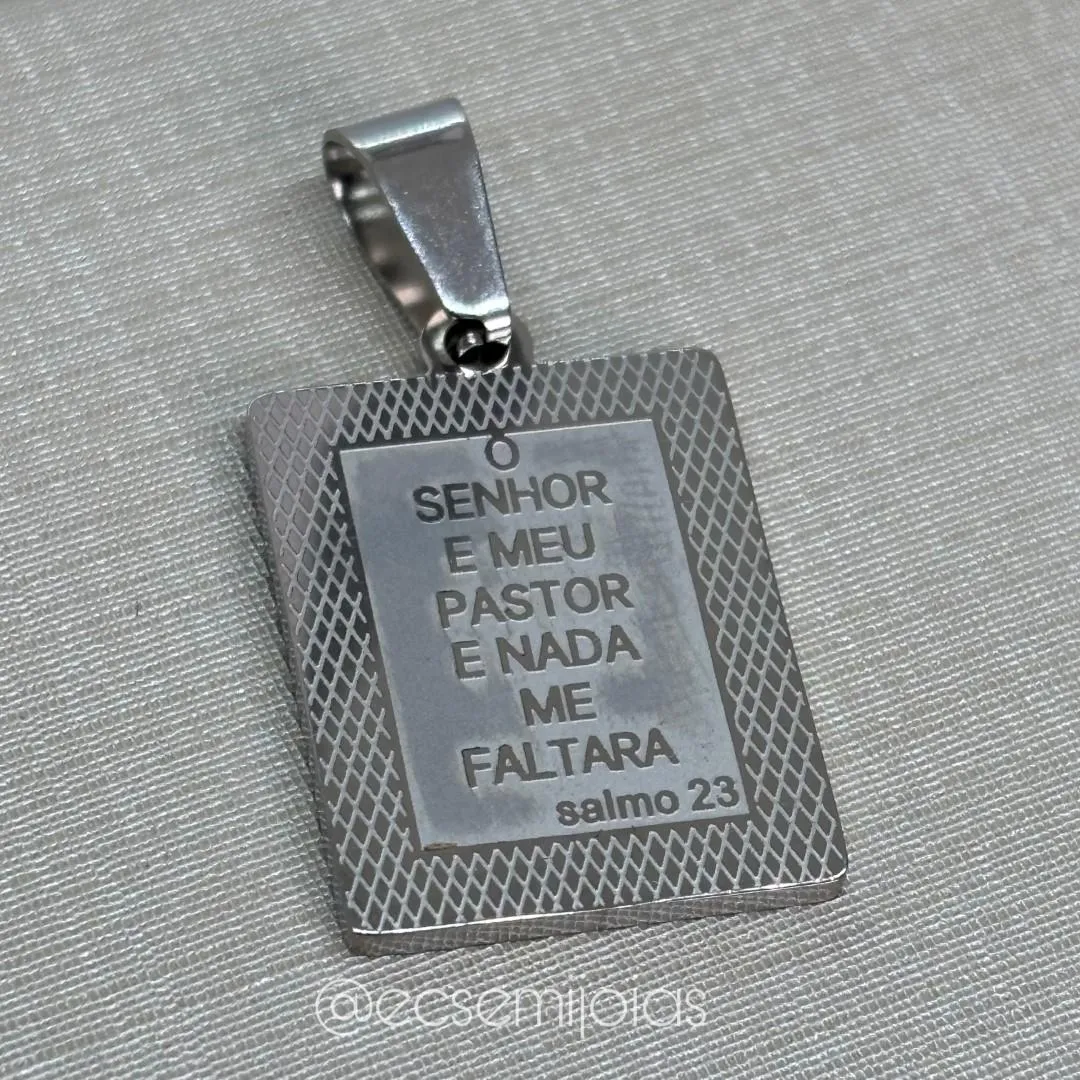 O
SENHOR
E MEU
PASTOR
E NADA
ME
FALTARA
salmo 23
@ecsemijoias